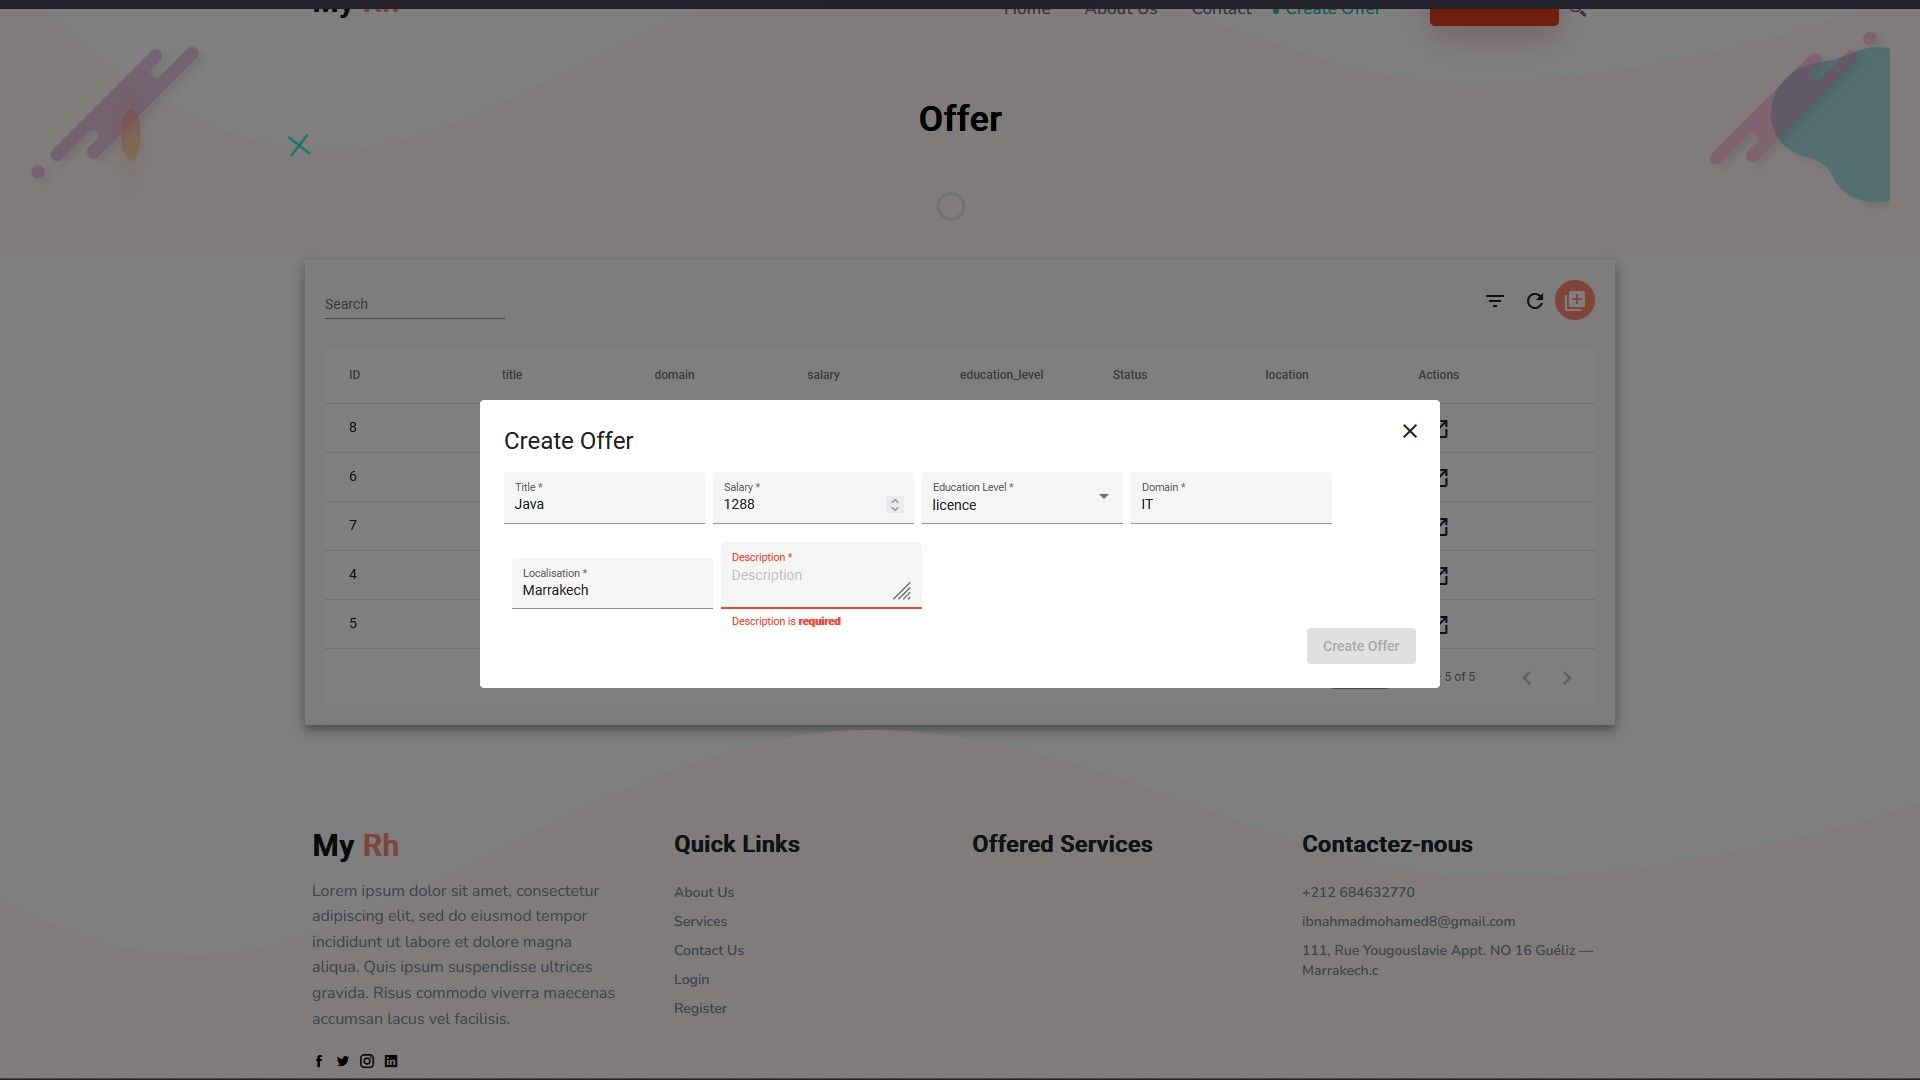 My Rh
Home About Us Contact Create Offer
Offer
Search
ID title domain salary education_level Status location Actions
8
6
7
4
5
5 of 5
Create Offer
Title * Salary * Education Level * Domain *
Java 1288 licence IT
Localisation * Description *
Marrakech Description
Description is required
Create Offer
My Rh
Lorem ipsum dolor sit amet, consectetur
adipiscing elit, sed do eiusmod tempor
incididunt ut labore et dolore magna
aliqua. Quis ipsum suspendisse ultrices
gravida. Risus commodo viverra maecenas
accumsan lacus vel facilisis.
Quick Links
About Us
Services
Contact Us
Login
Register
Offered Services
Contactez-nous
+212 684632770
ibnahmadmohamed8@gmail.com
111, Rue Yougouslavie Appt. NO 16 Guéliz —
Marrakech.c